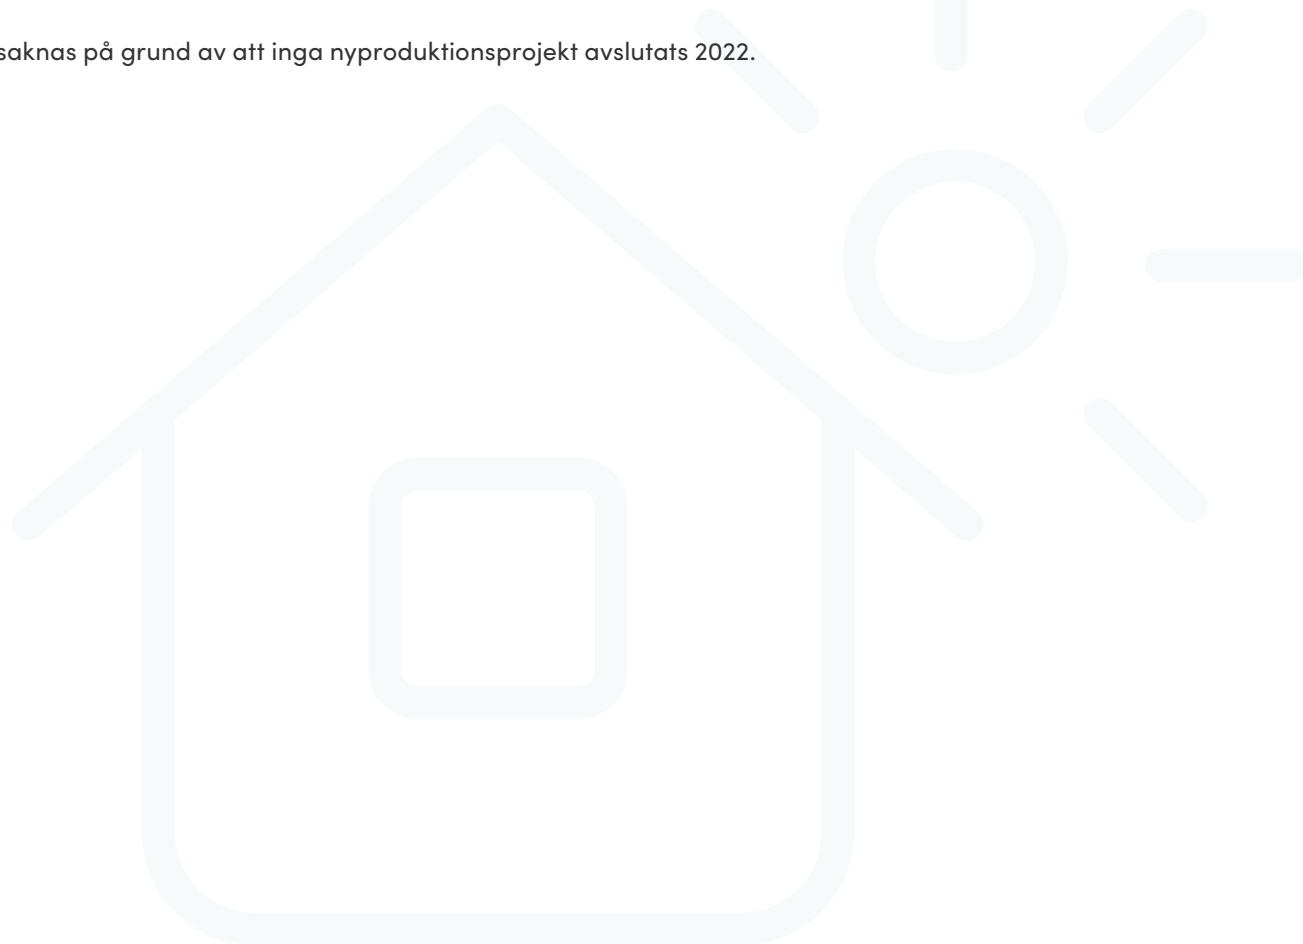 saknas på grund av att inga nyproduktionsprojekt avslutats 2022.